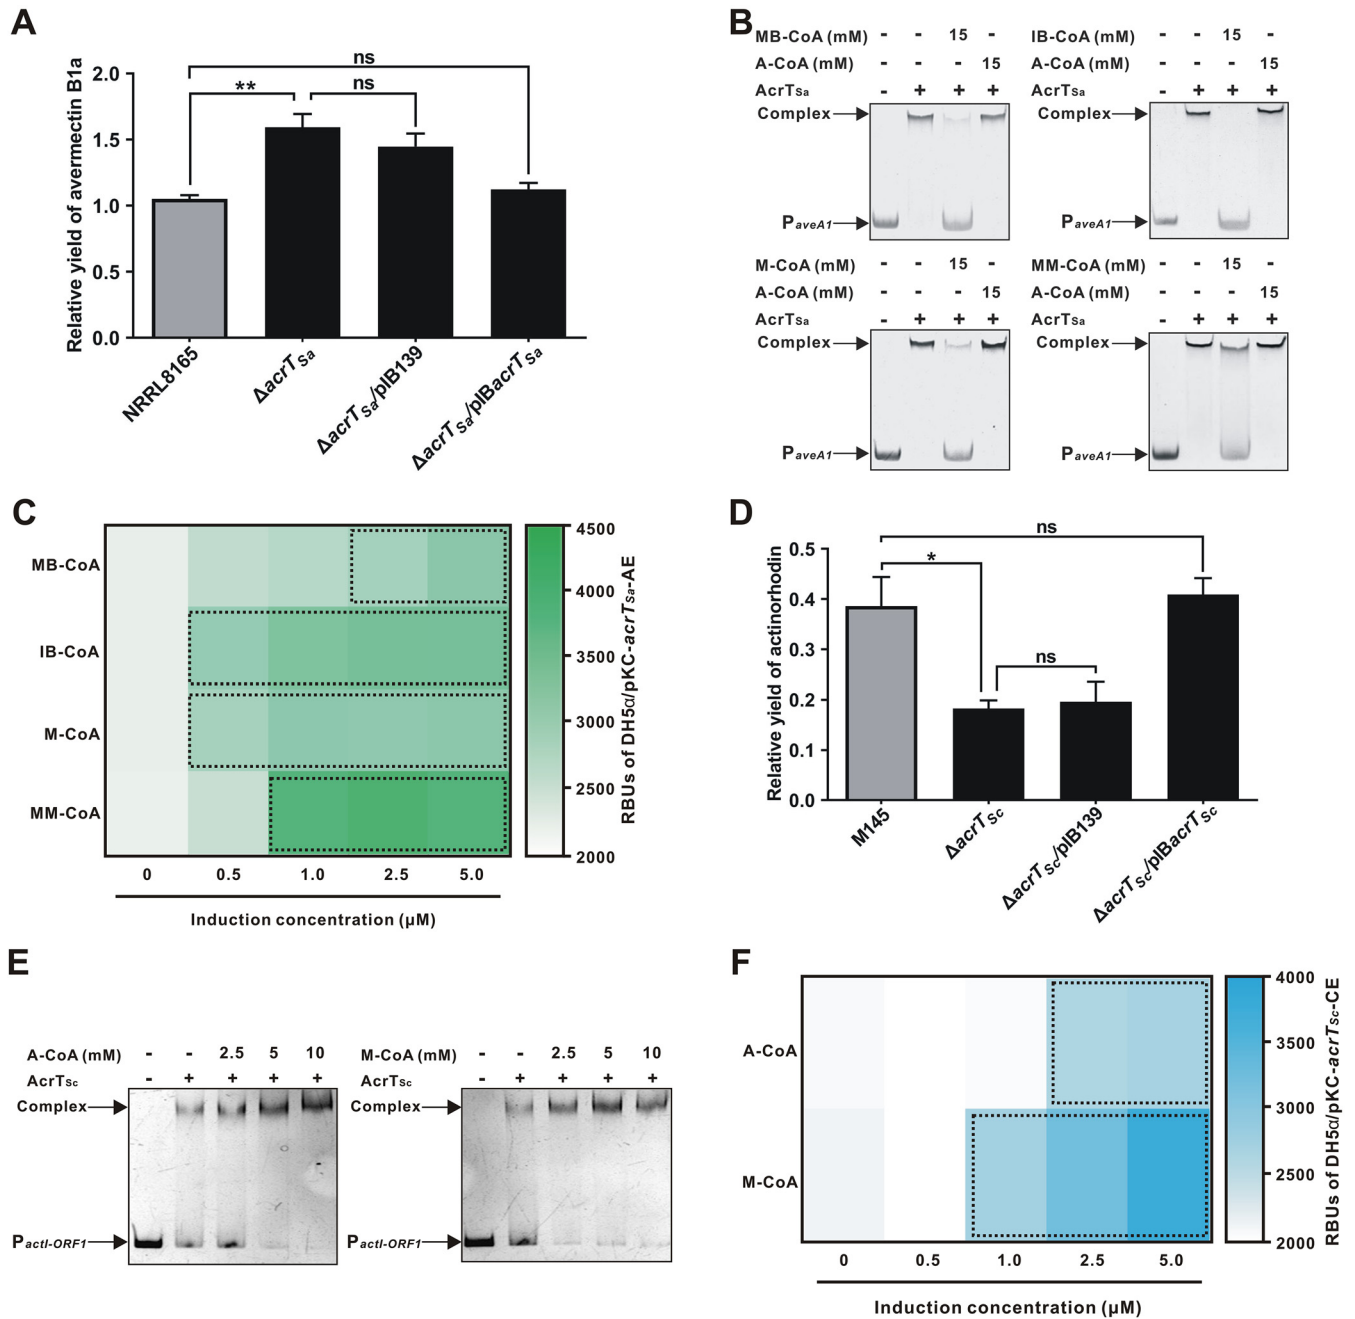 A
Relative yield of avermectin B1a
2.0
1.5
1.0
0.5
0.0
ns
** ns
NRRL8165
ΔacrTSa
ΔacrTSa/pIB139
ΔacrTSa/pIBacrTSa
B
MB-CoA (mM) - - 15 -
A-CoA (mM) - - - 15
AcrTSa - + + +
Complex
PaveA1
IB-CoA (mM) - - 15 -
A-CoA (mM) - - - 15
AcrTSa - + + +
Complex
PaveA1
M-CoA (mM) - - 15 -
A-CoA (mM) - - - 15
AcrTSa - + + +
Complex
PaveA1
MM-CoA (mM) - - 15 -
A-CoA (mM) - - - 15
AcrTSa - + + +
Complex
PaveA1
C
MB-CoA
IB-CoA
M-CoA
MM-CoA
0 0.5 1.0 2.5 5.0
Induction concentration (μM)
4500
4000
3500
3000
2500
2000
RBUs of DH5α/pKC-acrTSa-AE
D
Relative yield of actinorhodin
0.5
0.4
0.3
0.2
0.1
0.0
ns
*
ns
M145
ΔacrTSc
ΔacrTSc/pIB139
ΔacrTSc/pIBacrTSc
E
A-CoA (mM) - - 2.5 5 10
AcrTSc - + + + +
Complex
PactI-ORF1
M-CoA (mM) - - 2.5 5 10
AcrTSc - + + + +
Complex
PactI-ORF1
F
A-CoA
M-CoA
0 0.5 1.0 2.5 5.0
Induction concentration (μM)
4000
3500
3000
2500
2000
RBUs of DH5α/pKC-acrTSc-CE